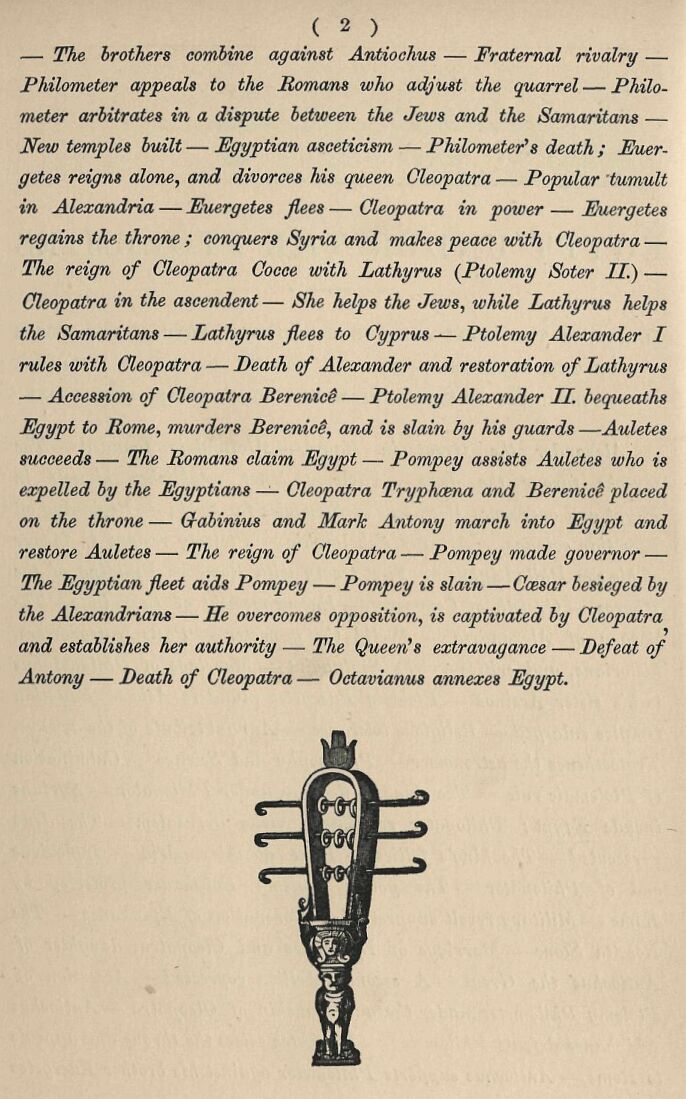 ( 2 )
— The brothers combine against Antiochus — Fraternal rivalry —
Philometer appeals to the Romans who adjust the quarrel — Philo-
meter arbitrates in a dispute between the Jews and the Samaritans —
New temples built — Egyptian asceticism — Philometer's death; Euer-
getes reigns alone, and divorces his queen Cleopatra — Popular tumult
in Alexandria — Euergetes flees — Cleopatra in power — Euergetes
regains the throne; conquers Syria and makes peace with Cleopatra —
The reign of Cleopatra Cocce with Lathyrus (Ptolemy Soter II.) —
Cleopatra in the ascendent — She helps the Jews, while Lathyrus helps
the Samaritans — Lathyrus flees to Cyprus — Ptolemy Alexander I
rules with Cleopatra — Death of Alexander and restoration of Lathyrus
— Accession of Cleopatra Berenicê — Ptolemy Alexander II. bequeaths
Egypt to Rome, murders Berenicê, and is slain by his guards — Auletes
succeeds — The Romans claim Egypt — Pompey assists Auletes who is
expelled by the Egyptians — Cleopatra Tryphœna and Berenicê placed
on the throne — Gabinius and Mark Antony march into Egypt and
restore Auletes — The reign of Cleopatra — Pompey made governor —
The Egyptian fleet aids Pompey — Pompey is slain — Cæsar besieged by
the Alexandrians — He overcomes opposition, is captivated by Cleopatra,
and establishes her authority — The Queen's extravagance — Defeat of
Antony — Death of Cleopatra — Octavianus annexes Egypt.